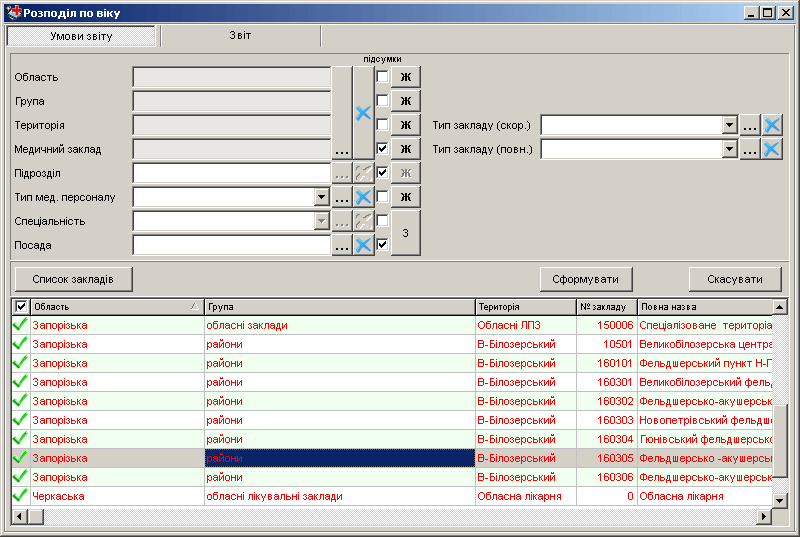 Розподіл по віку
Умови звіту
Звіт
підсумки
Область
Ж
Група
Ж
Територія
Ж
Тип закладу (скор.)
...
Медичний заклад
...
Ж
Тип закладу (повн.)
...
Підрозділ
...
Ж
Тип мед. персоналу
...
Ж
Спеціальність
...
З
Посада
...
Список закладів
Сформувати
Скасувати
Область Група Територія № закладу Повна назва
Запорізька обласні заклади Обласні ЛПЗ 150006 Спеціалізоване територіа
Запорізька райони В-Білозерський 10501 Великобілозерська центра
Запорізька райони В-Білозерський 160101 Фельдшерський пункт Н-Г
Запорізька райони В-Білозерський 160301 Великобілозерський фельд
Запорізька райони В-Білозерський 160302 Фельдшерсько-акушерськ
Запорізька райони В-Білозерський 160303 Новопетрівський фельдш
Запорізька райони В-Білозерський 160304 Гюнівський фельдшерськ
Запорізька райони В-Білозерський 160305 Фельдшерсько -акушерсь
Запорізька райони В-Білозерський 160306 Фельдшерсько-акушерськ
Черкаська обласні лікувальні заклади Обласна лікарня 0 Обласна лікарня